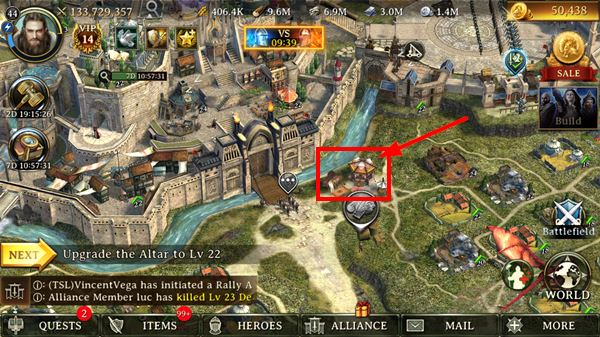 44
133,729,357
406.4K
9.6M
3.0M
1.4M
50,438
VIP
14
VS
09:39
2D 10:57:31
SALE
2D 19:15:26
Build
7D 10:57:31
NEXT
Upgrade the Altar to Lv 22
Battlefield
: (TSL)VincentVega has initiated a Rally A
: Alliance Member luc has killed Lv 23 De
WORLD
2
99+
QUESTS
ITEMS
HEROES
ALLIANCE
MAIL
MORE